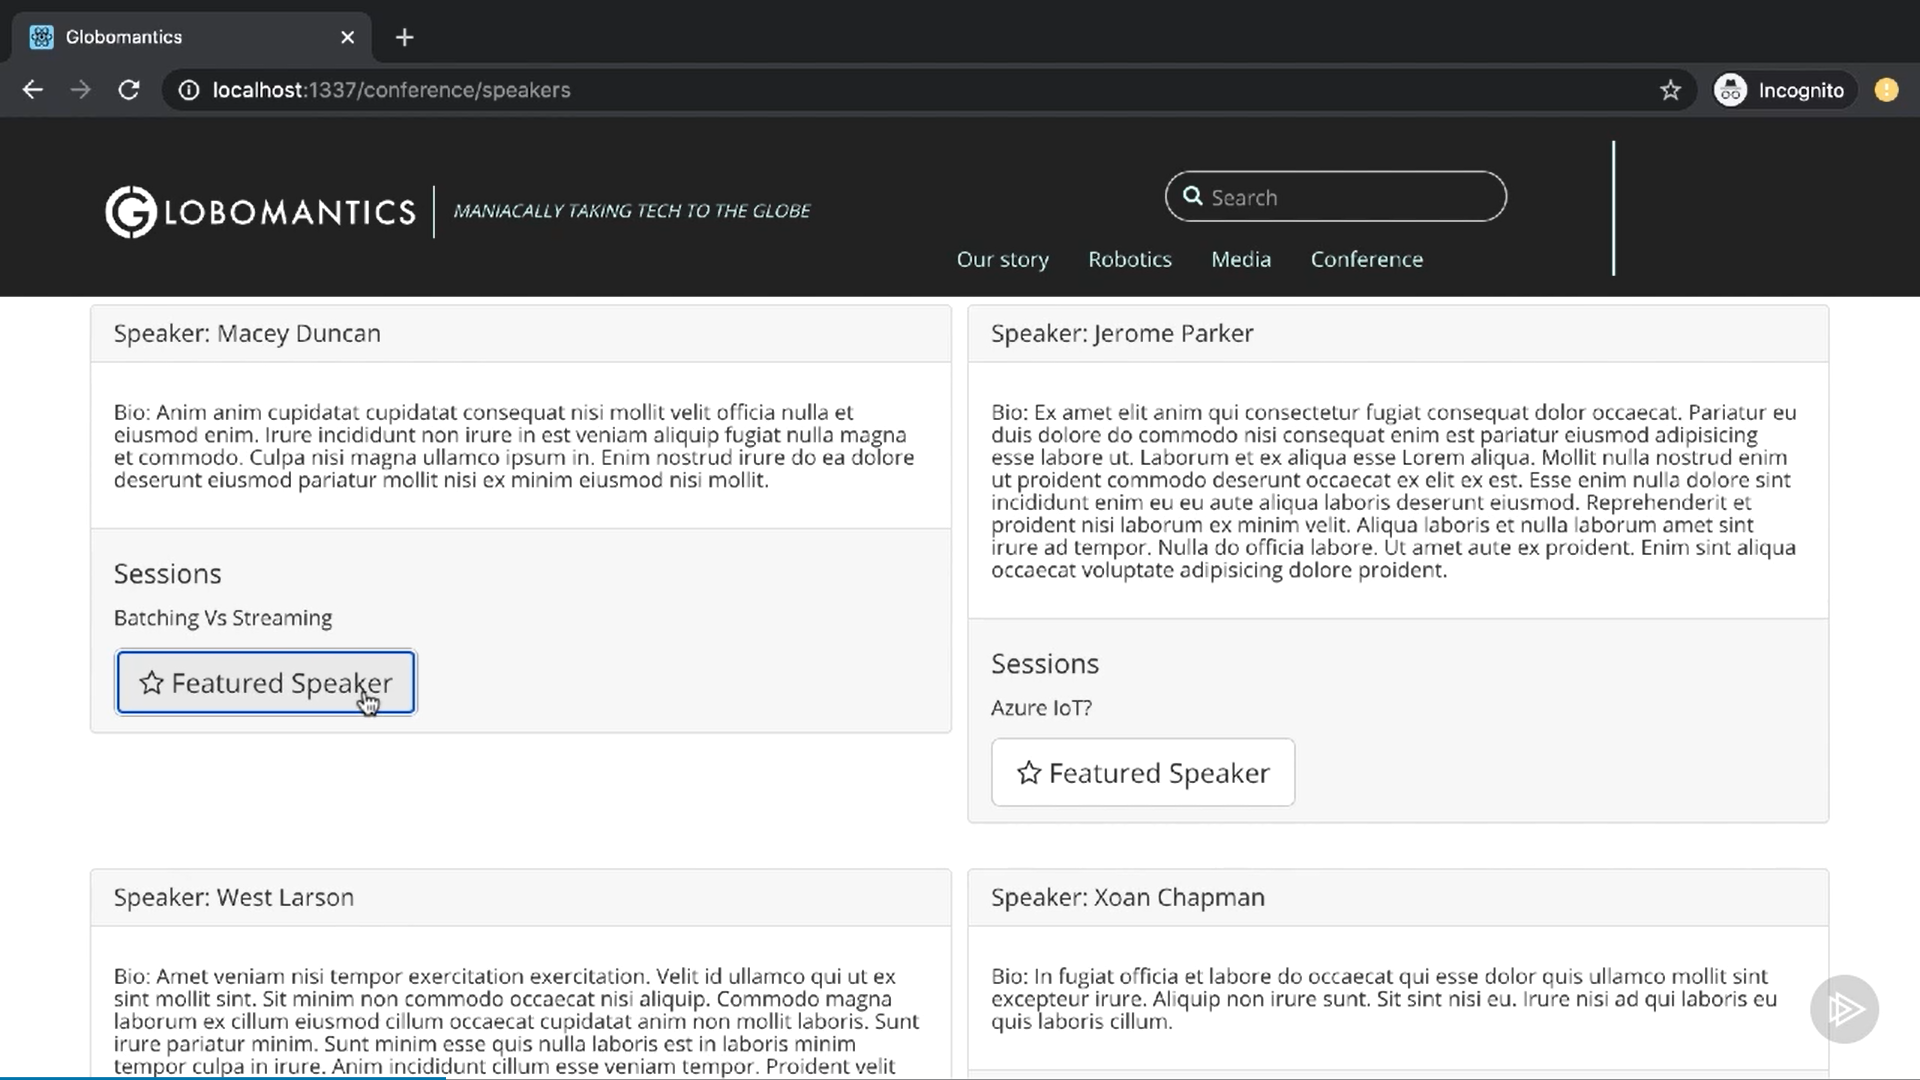 Globomantics
localhost:1337/conference/speakers
Incognito
GLOBOMANTICS
MANIACALLY TAKING TECH TO THE GLOBE
Search
Our story
Robotics
Media
Conference
Speaker: Macey Duncan
Bio: Anim anim cupidatat cupidatat consequat nisi mollit velit officia nulla et
eiusmod enim. Irure incididunt non irure in est veniam aliquip fugiat nulla magna
et commodo. Culpa nisi magna ullamco ipsum in. Enim nostrud irure do ea dolore
deserunt eiusmod pariatur mollit nisi ex minim eiusmod nisi mollit.
Sessions
Batching Vs Streaming
Featured Speaker
Speaker: Jerome Parker
Bio: Ex amet elit anim qui consectetur fugiat consequat dolor occaecat. Pariatur eu
duis dolore do commodo nisi consequat enim est pariatur eiusmod adipisicing
esse labore ut. Laborum et ex aliqua esse Lorem aliqua. Mollit nulla nostrud enim
ut proident commodo deserunt occaecat ex elit ex est. Esse enim nulla dolore sint
incididunt enim eu eu aute aliqua laboris deserunt eiusmod. Reprehenderit et
proident nisi laborum ex minim velit. Aliqua laboris et nulla laborum amet sint
irure ad tempor. Nulla do officia labore. Ut amet aute ex proident. Enim sint aliqua
occaecat voluptate adipisicing dolore proident.
Sessions
Azure IoT?
Featured Speaker
Speaker: West Larson
Bio: Amet veniam nisi tempor exercitation exercitation. Velit id ullamco qui ut ex
sint mollit sint. Sit minim non commodo occaecat nisi aliquip. Commodo magna
laborum ex cillum eiusmod cillum occaecat cupidatat anim non mollit laboris. Sunt
irure pariatur minim. Sunt minim esse quis nulla laboris est in laboris minim
tempor culpa in irure. Anim incididunt cillum esse veniam tempor. Proident velit
Speaker: Xoan Chapman
Bio: In fugiat officia et labore do occaecat qui esse dolor quis ullamco mollit sint
excepteur irure. Aliquip non irure sunt. Sit sint nisi eu. Irure nisi ad qui laboris eu
quis laboris cillum.